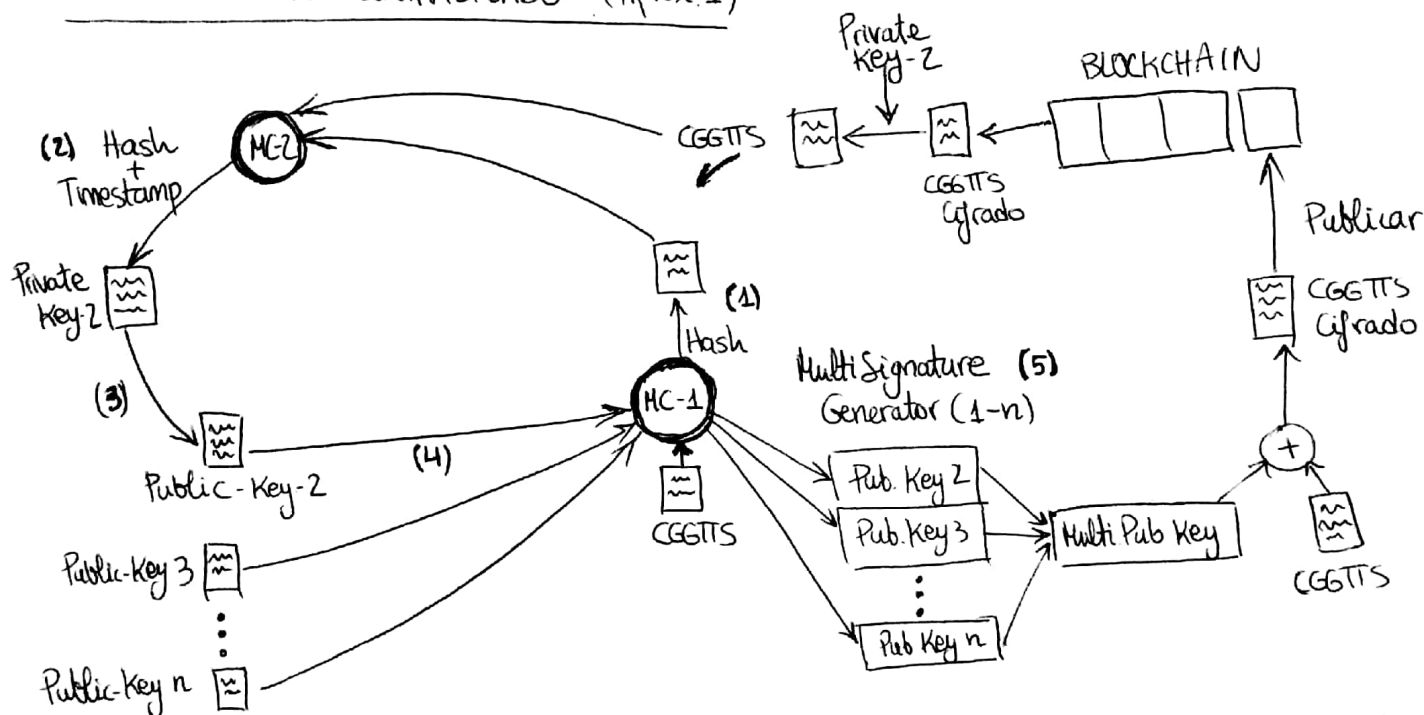 Private
Key-2
BLOCKCHAIN
(2) Hash
+
Timestamp
MC-2
CGGTTS
CGGTTS
Cifrado
Publicar
Private
Key-2
(1)
Hash
CGGTTS
Cifrado
(3)
MC-1
MultiSignature (5)
Generator (1-n)
(4)
Public-Key-2
CGGTTS
Pub. Key 2
Pub. Key 3
Multi Pub Key
+
CGGTTS
Public-Key 3
Pub Key n
Public-Key n